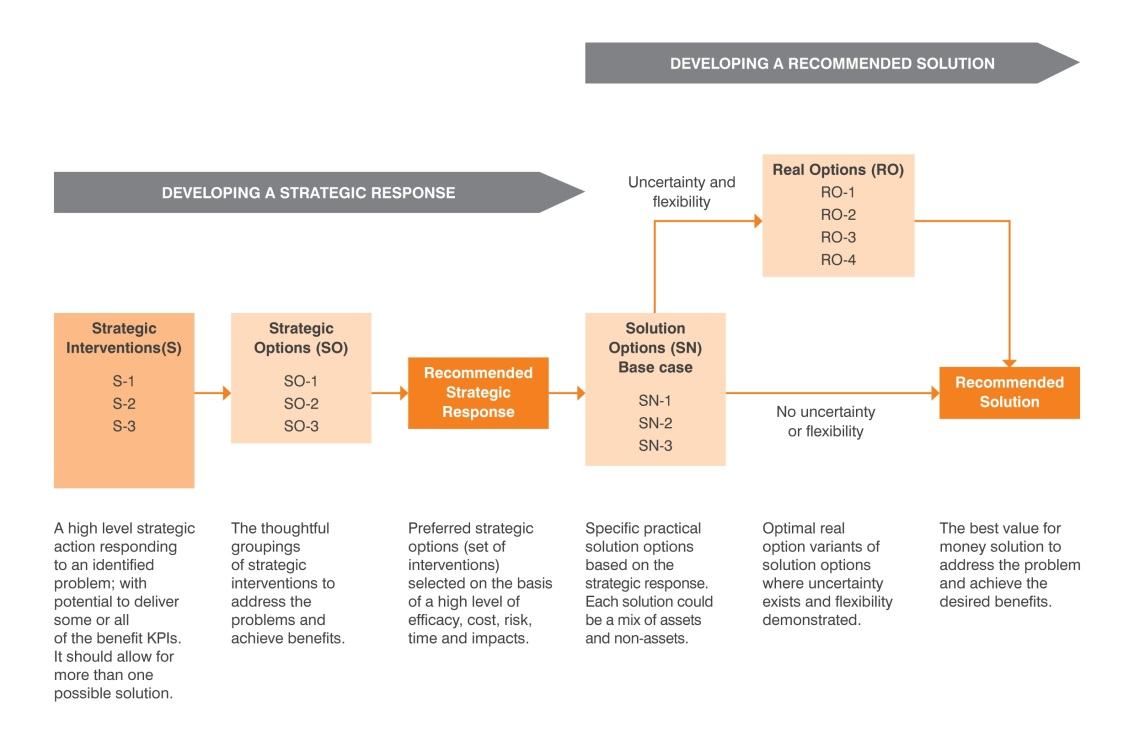 DEVELOPING A RECOMMENDED SOLUTION
DEVELOPING A STRATEGIC RESPONSE
Uncertainty and
flexibility
Real Options (RO)
RO-1
RO-2
RO-3
RO-4
Strategic
Interventions(S)
S-1
S-2
S-3
Strategic
Options (SO)
SO-1
SO-2
SO-3
Recommended
Strategic
Response
Solution
Options (SN)
Base case
SN-1
SN-2
SN-3
No uncertainty
or flexibility
Recommended
Solution
A high level strategic
action responding
to an identified
problem; with
potential to deliver
some or all
of the benefit KPIs.
It should allow for
more than one
possible solution.
The thoughtful
groupings
of strategic
interventions to
address the
problems and
achieve benefits.
Preferred strategic
options (set of
interventions)
selected on the basis
of a high level of
efficacy, cost, risk,
time and impacts.
Specific practical
solution options
based on the
strategic response.
Each solution could
be a mix of assets
and non-assets.
Optimal real
option variants of
solution options
where uncertainty
exists and flexibility
demonstrated.
The best value for
money solution to
address the problem
and achieve the
desired benefits.